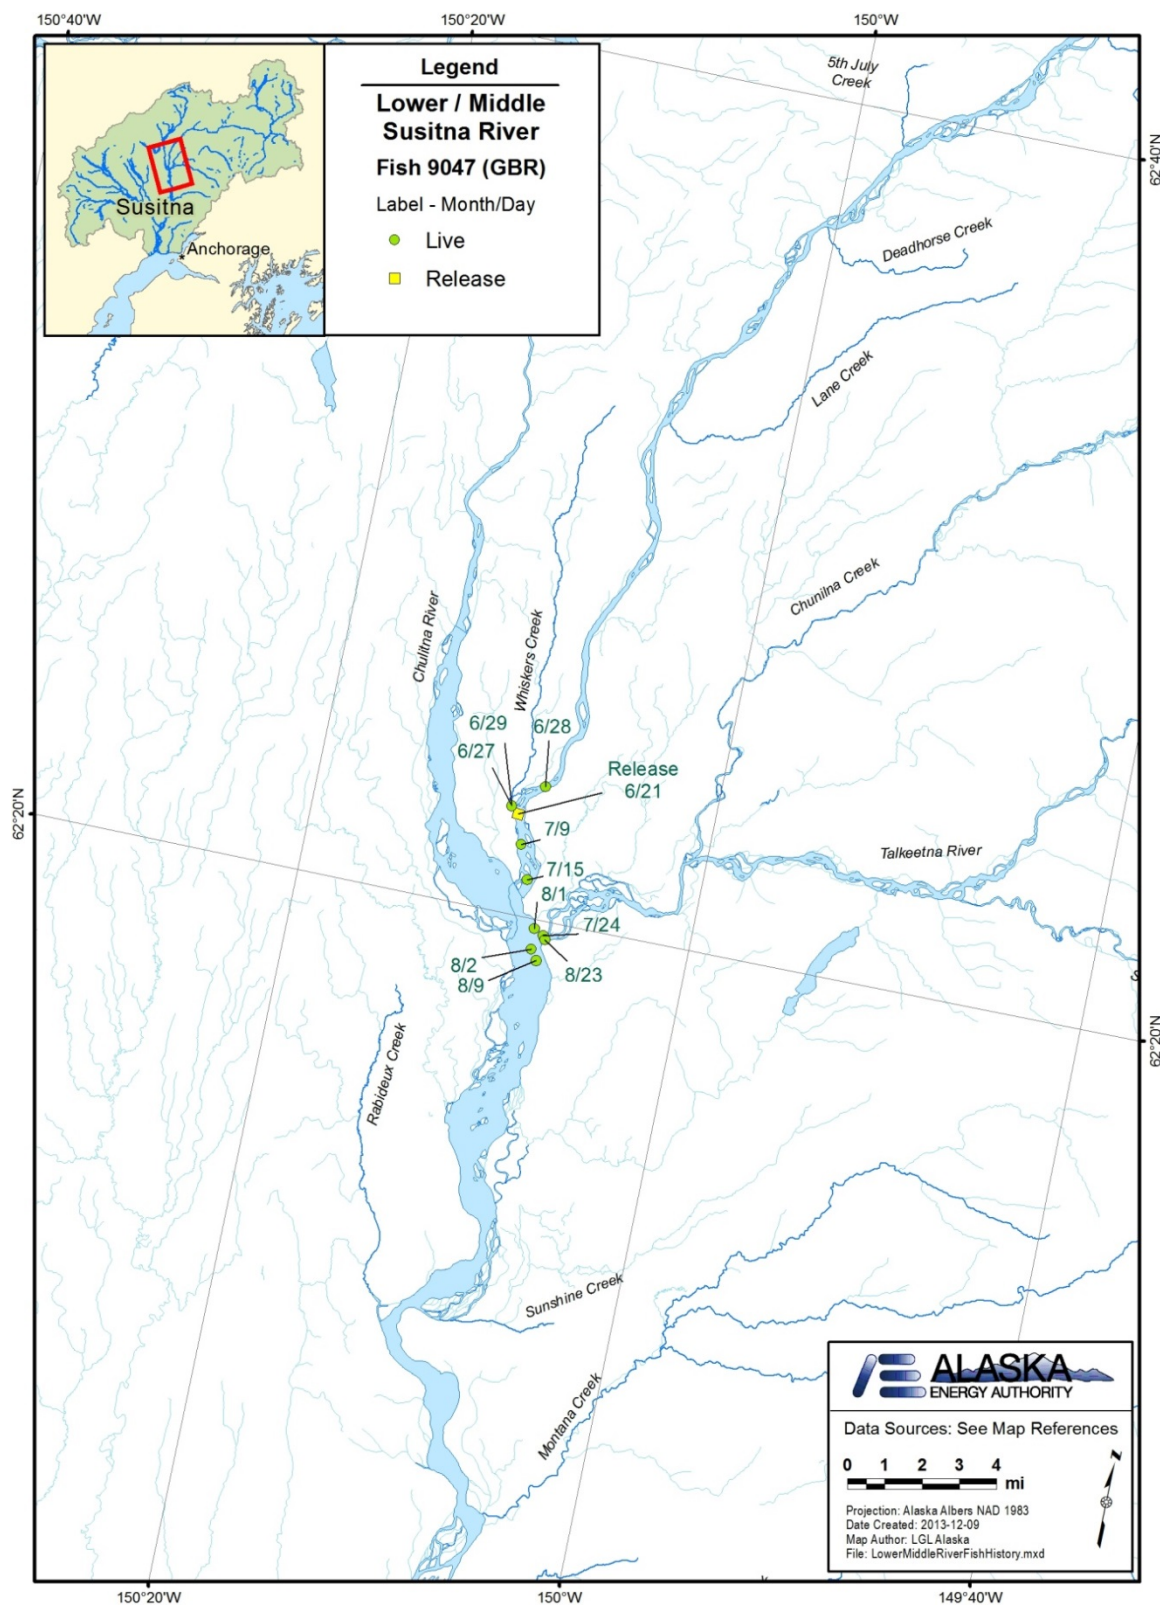 150°40'W
150°20'W
150°W
Legend
Lower / Middle
Susitna River
Fish 9047 (GBR)
Label - Month/Day
Live
Release
Susitna
Anchorage
5th July
Creek
62°40'N
Deadhorse Creek
Lane Creek
Chunilna Creek
Chulitna River
Whiskers Creek
6/29
6/28
6/27
Release
6/21
62°20'N
7/9
Talkeetna River
7/15
8/1
7/24
8/2
8/23
8/9
S
62°20'N
Rabideux Creek
Sunshine Creek
Montana Creek
ALASKA
ENERGY AUTHORITY
Data Sources: See Map References
0 1 2 3 4
mi
N
Projection: Alaska Albers NAD 1983
Date Created: 2013-12-09
Map Author: LGL Alaska
File: LowerMiddleRiverFishHistory.mxd
150°20'W
150°W
149°40'W